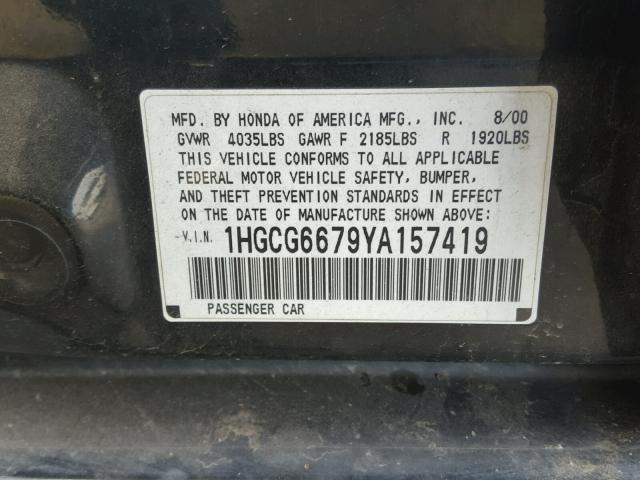 MFD. BY HONDA OF AMERICA MFG., INC. 8/00
GVWR 4035LBS GAWR F 2185LBS R 1920LBS
THIS VEHICLE CONFORMS TO ALL APPLICABLE
FEDERAL MOTOR VEHICLE SAFETY, BUMPER,
AND THEFT PREVENTION STANDARDS IN EFFECT
ON THE DATE OF MANUFACTURE SHOWN ABOVE:
V.I.N. 1HGCG6679YA157419
PASSENGER CAR